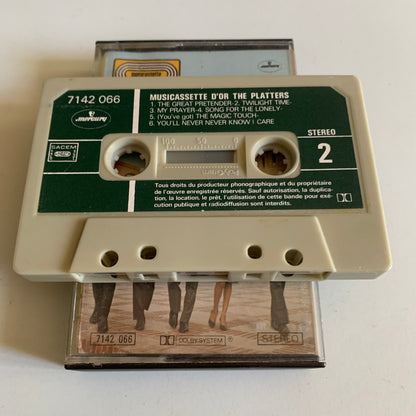 musicassette
mercury
7142 066
MUSICASSETTE D'OR THE PLATTERS
mercury
1. THE GREAT PRETENDER-2. TWILIGHT TIME-
3. MY PRAYER-4. SONG FOR THE LONELY-
5. (You've got) THE MAGIC TOUCH-
6. YOU'LL NEVER NEVER KNOW I CARE
STEREO
2
SACEM
100 50
Tous droits du producteur phonographique et du propriétaire
de l'œuvre enregistrée réservés. Sauf autorisation, la duplica-
tion, la location, le prêt, l'utilisation de cette bande pour exé-
cution publique et radiodiffusion sont interdits.
7142 066
DOLBY SYSTEM
STEREO